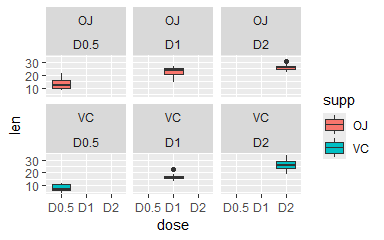 OJ OJ OJ
D0.5 D1 D2
30
20
10
VC VC VC
D0.5 D1 D2
30
20
10
D0.5 D1 D2 D0.5 D1 D2 D0.5 D1 D2
dose
len
supp
OJ
VC